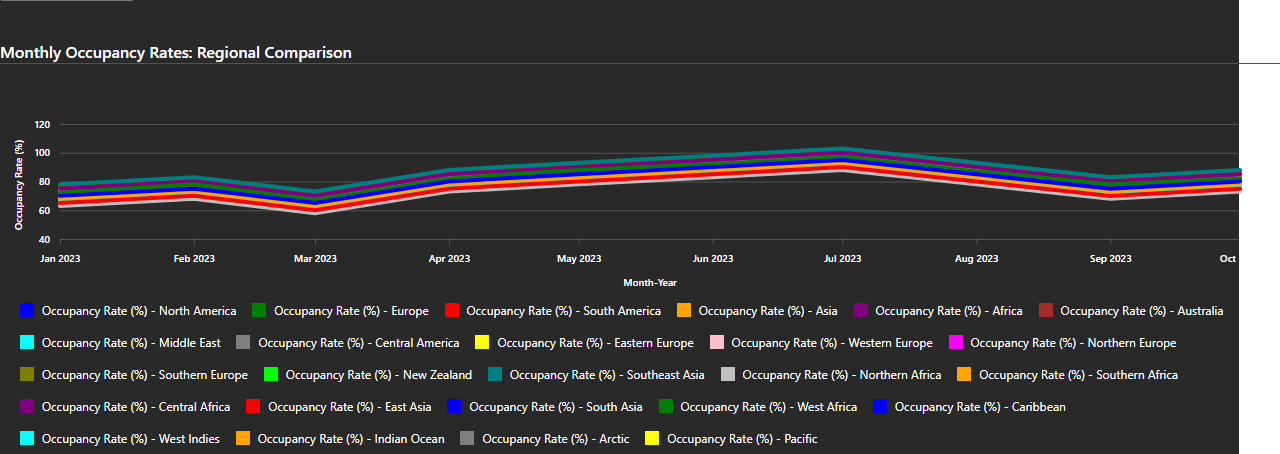 Monthly Occupancy Rates: Regional Comparison
120
100
80
60
40
Occupancy Rate (%)
Jan 2023 Feb 2023 Mar 2023 Apr 2023 May 2023 Jun 2023 Jul 2023 Aug 2023 Sep 2023 Oct
Month-Year
Occupancy Rate (%) - North America Occupancy Rate (%) - Europe Occupancy Rate (%) - South America Occupancy Rate (%) - Asia Occupancy Rate (%) - Africa Occupancy Rate (%) - Australia
Occupancy Rate (%) - Middle East Occupancy Rate (%) - Central America Occupancy Rate (%) - Eastern Europe Occupancy Rate (%) - Western Europe Occupancy Rate (%) - Northern Europe
Occupancy Rate (%) - Southern Europe Occupancy Rate (%) - New Zealand Occupancy Rate (%) - Southeast Asia Occupancy Rate (%) - Northern Africa Occupancy Rate (%) - Southern Africa
Occupancy Rate (%) - Central Africa Occupancy Rate (%) - East Asia Occupancy Rate (%) - South Asia Occupancy Rate (%) - West Africa Occupancy Rate (%) - Caribbean
Occupancy Rate (%) - West Indies Occupancy Rate (%) - Indian Ocean Occupancy Rate (%) - Arctic Occupancy Rate (%) - Pacific